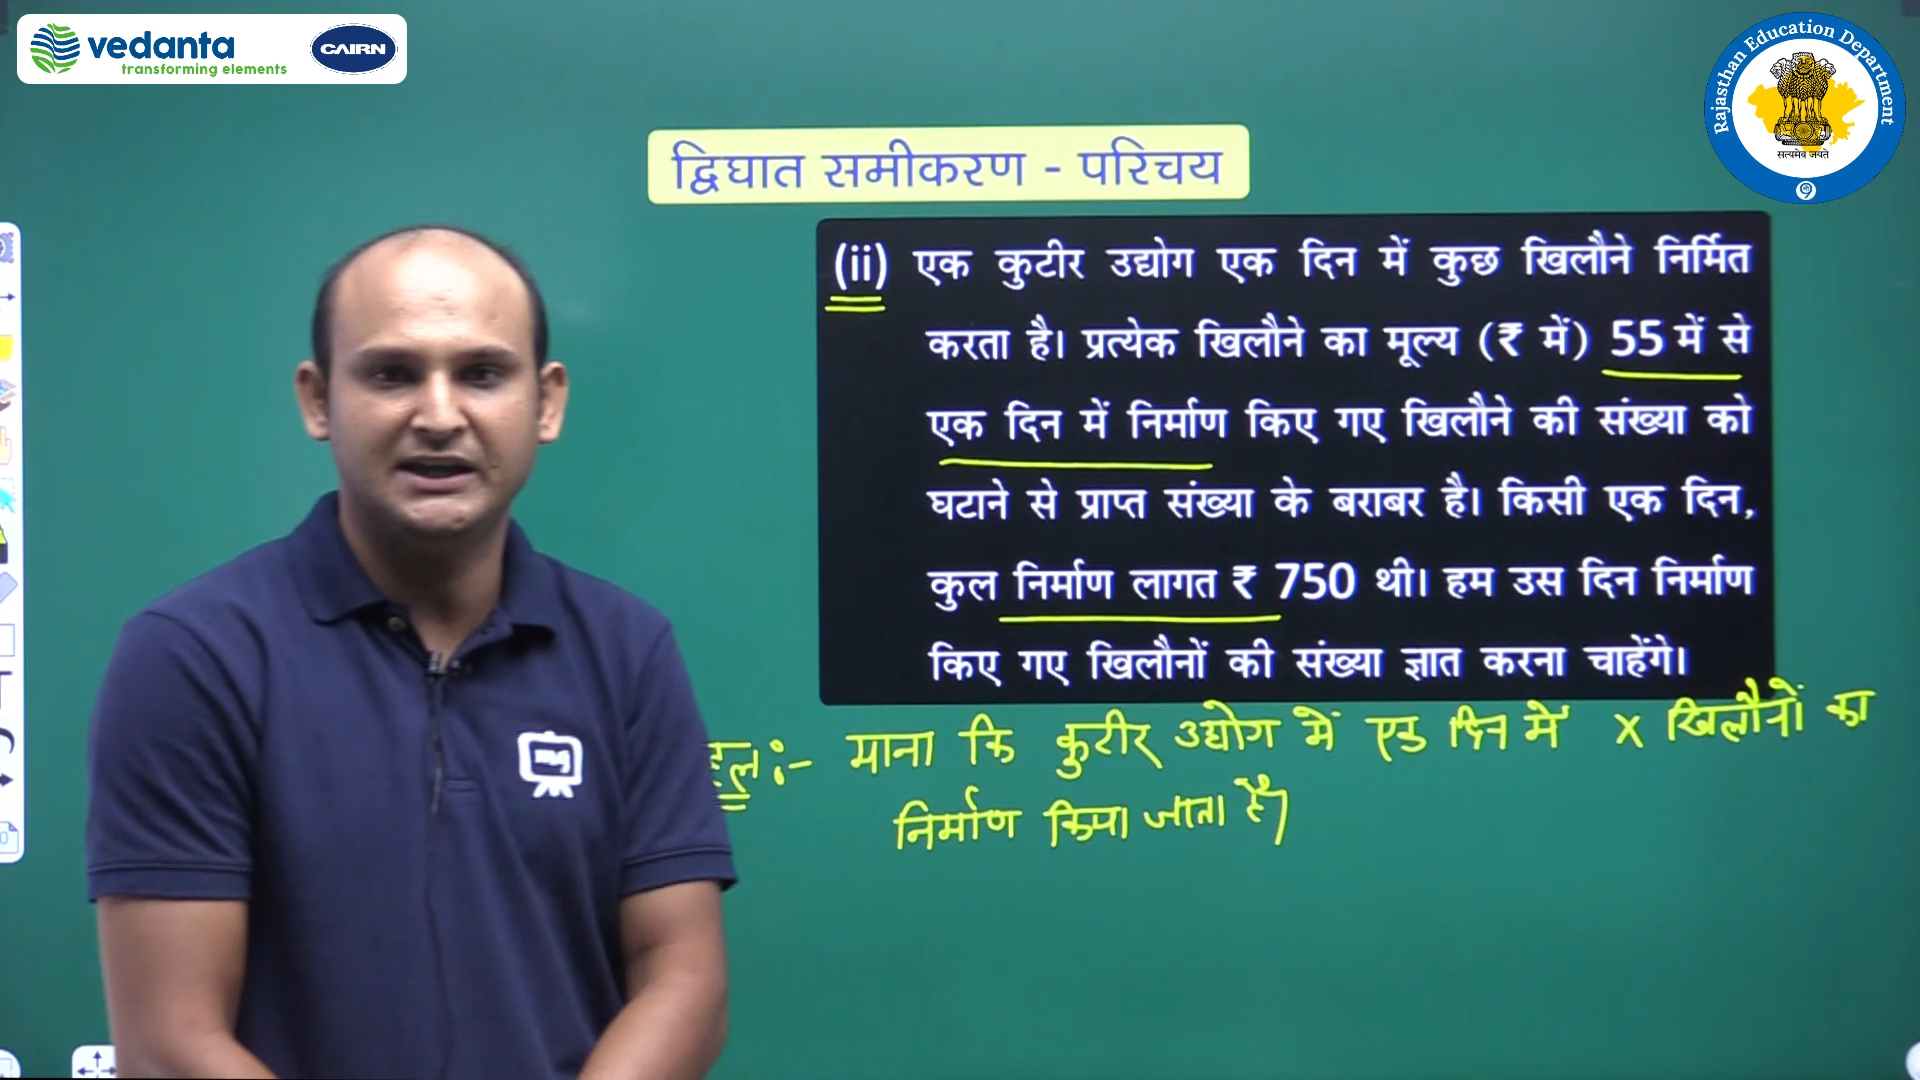 vedanta
transforming elements
CAIRN
Rajasthan Education Department
सत्यमेव जयते
द्विघात समीकरण - परिचय
(ii) एक कुटीर उद्योग एक दिन में कुछ खिलौने निर्मित
करता है। प्रत्येक खिलौने का मूल्य (₹ में) 55 में से
एक दिन में निर्माण किए गए खिलौने की संख्या को
घटाने से प्राप्त संख्या के बराबर है। किसी एक दिन,
कुल निर्माण लागत ₹ 750 थी। हम उस दिन निर्माण
किए गए खिलौनों की संख्या ज्ञात करना चाहेंगे।
हल:- माना कि कुटीर उद्योग में एक दिन में x खिलौनों का
निर्माण किया जाता है।